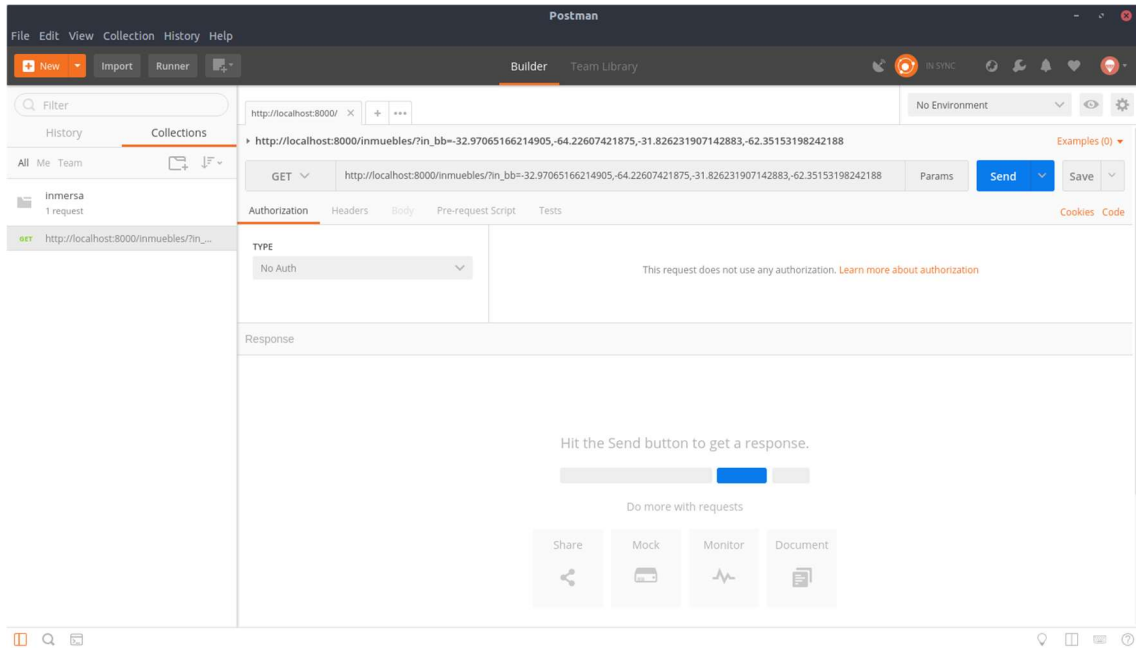 Postman
File Edit View Collection History Help
New Import Runner Builder Team Library IN SYNC
Filter
History Collections
All Me Team
inmersa
1 request
GET http://localhost:8000/inmuebles/?in_...
http://localhost:8000/ No Environment
http://localhost:8000/inmuebles/?in_bb=-32.97065166214905,-64.22607421875,-31.826231907142883,-62.35153198242188 Examples (0)
GET http://localhost:8000/inmuebles/?in_bb=-32.97065166214905,-64.22607421875,-31.826231907142883,-62.35153198242188 Params Send Save
Authorization Headers Body Pre-request Script Tests Cookies Code
TYPE
No Auth
This request does not use any authorization. Learn more about authorization
Response
Hit the Send button to get a response.
Do more with requests
Share Mock Monitor Document